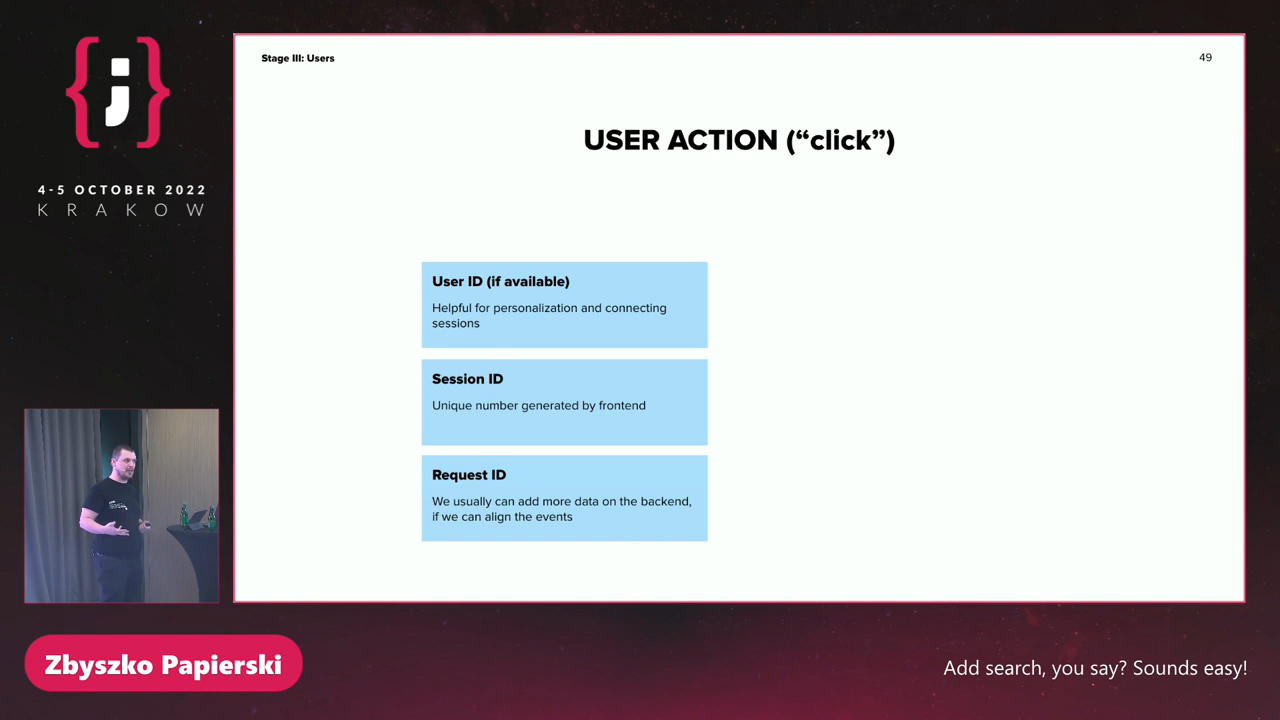 {;}
4-5 OCTOBER 2022
KRAKOW
Stage III: Users
49
USER ACTION (“click”)
User ID (if available)
Helpful for personalization and connecting
sessions
Session ID
Unique number generated by frontend
Request ID
We usually can add more data on the backend,
if we can align the events
Zbyszko Papierski
Add search, you say? Sounds easy!